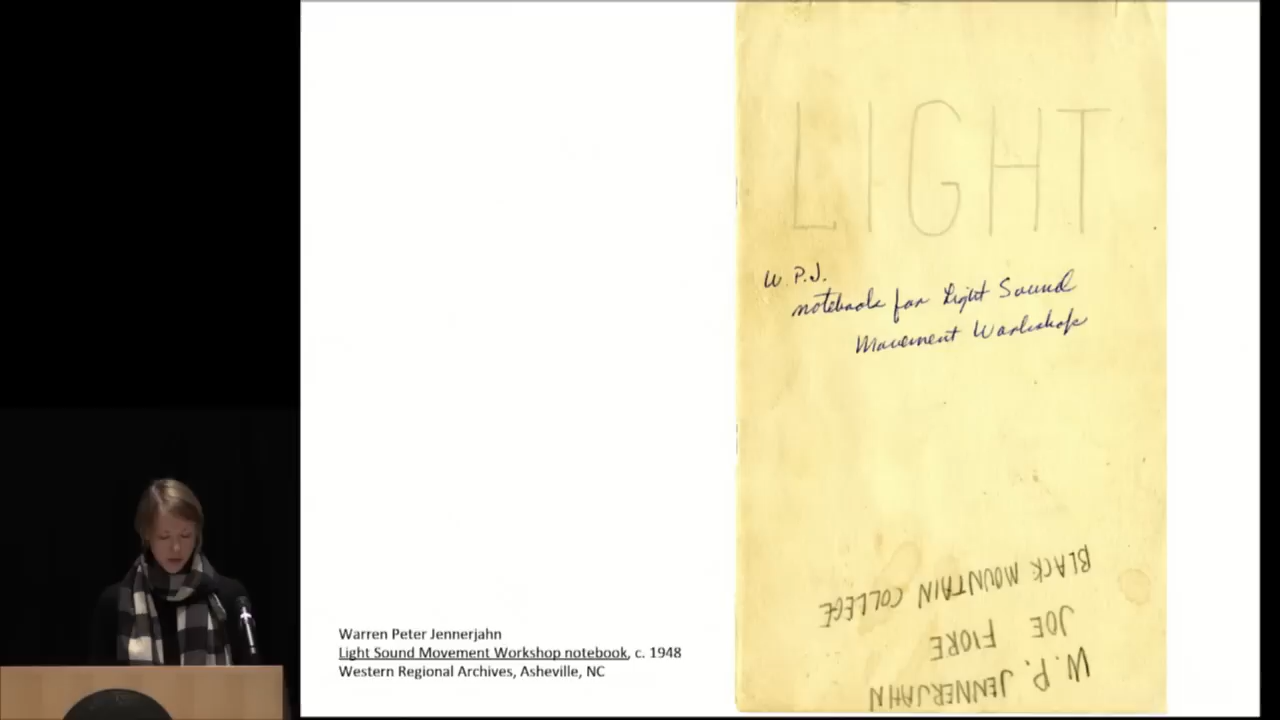 LIGHT
W. P. J.
notebook for Light Sound
Movement Workshop
W. P. JENNERJAHN
JOE FIORE
BLACK MOUNTAIN COLLEGE
Warren Peter Jennerjahn
Light Sound Movement Workshop notebook, c. 1948
Western Regional Archives, Asheville, NC